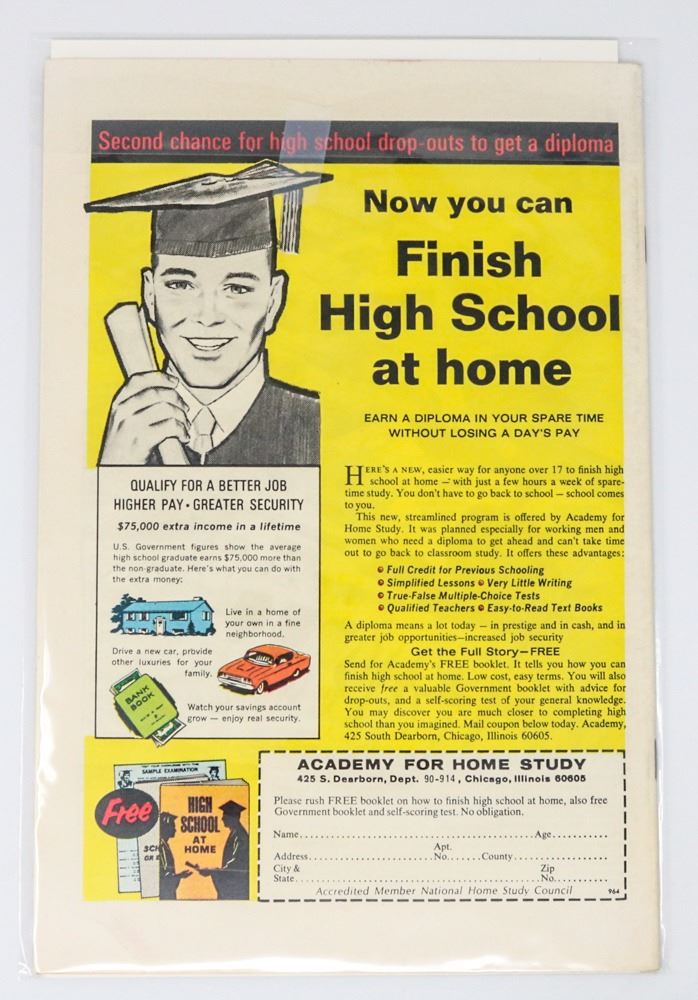 Second chance for high school drop-outs to get a diploma
Now you can
Finish
High School
at home
EARN A DIPLOMA IN YOUR SPARE TIME
WITHOUT LOSING A DAY'S PAY
QUALIFY FOR A BETTER JOB
HIGHER PAY • GREATER SECURITY
$75,000 extra income in a lifetime
U.S. Government figures show the average
high school graduate earns $75,000 more than
the non-graduate. Here's what you can do with
the extra money:
Live in a home of
your own in a fine
neighborhood.
Drive a new car, provide
other luxuries for your
family.
BANK
BOOK
Watch your savings account
grow — enjoy real security.
HERE'S A NEW, easier way for anyone over 17 to finish high
school at home — with just a few hours a week of spare-
time study. You don't have to go back to school — school comes
to you.
This new, streamlined program is offered by Academy for
Home Study. It was planned especially for working men and
women who need a diploma to get ahead and can't take time
out to go back to classroom study. It offers these advantages:
• Full Credit for Previous Schooling
• Simplified Lessons • Very Little Writing
• True-False Multiple-Choice Tests
• Qualified Teachers • Easy-to-Read Text Books
A diploma means a lot today — in prestige and in cash, and in
greater job opportunities—increased job security
Get the Full Story—FREE
Send for Academy's FREE booklet. It tells you how you can
finish high school at home. Low cost, easy terms. You will also
receive free a valuable Government booklet with advice for
drop-outs, and a self-scoring test of your general knowledge.
You may discover you are much closer to completing high
school than you imagined. Mail coupon below today. Academy,
425 South Dearborn, Chicago, Illinois 60605.
SAMPLE EXAMINATION
Free
HIGH
SCHOOL
AT
HOME
ACADEMY FOR HOME STUDY
425 S. Dearborn, Dept. 90-914, Chicago, Illinois 60605
Please rush FREE booklet on how to finish high school at home, also free
Government booklet and self-scoring test. No obligation.
Name Age
Apt.
Address No. County
City & Zip
State No.
Accredited Member National Home Study Council 964